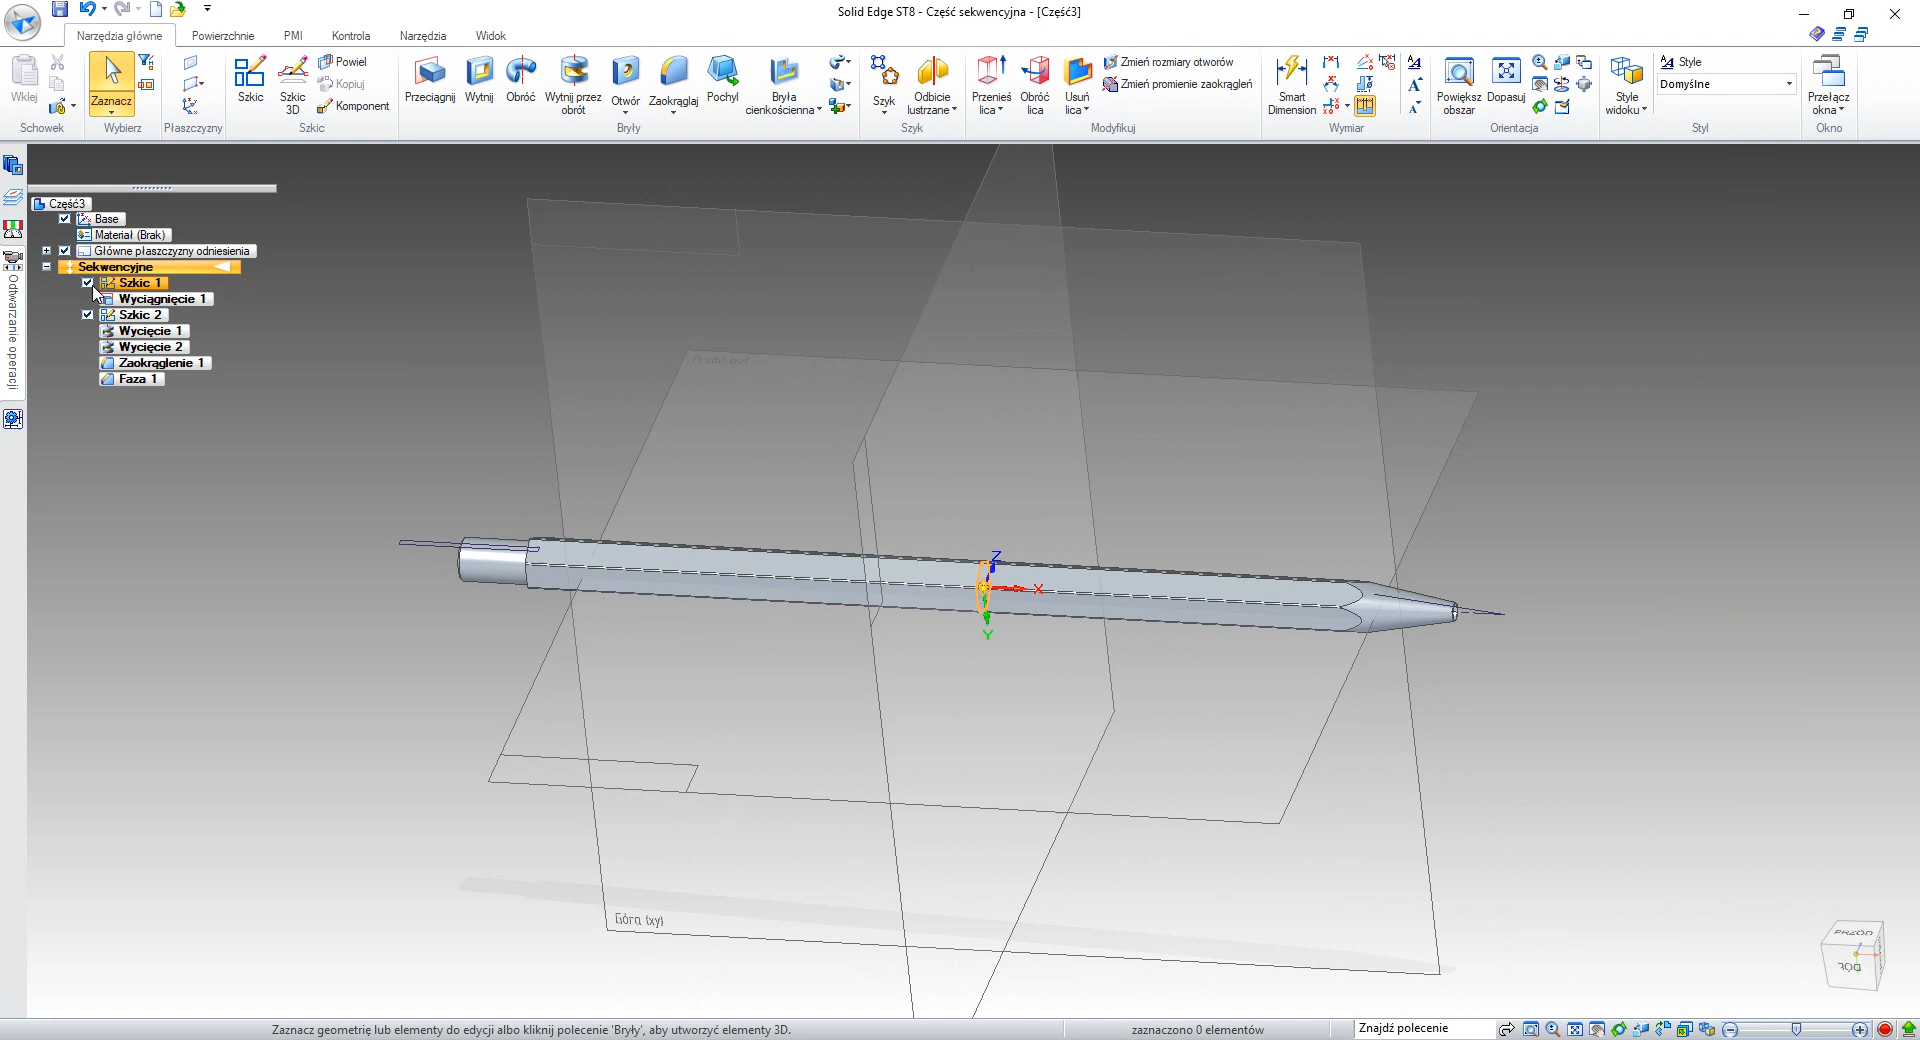 Solid Edge ST8 - Część sekwencyjna - [Część3]
Narzędzia główne
Powierzchnie
PMI
Kontrola
Narzędzia
Widok
Wklej
Schowek
Zaznacz
Wybierz
Płaszczyzny
Szkic
Szkic 3D
Powiel
Kopiuj
Komponent
Szkic
Przeciągnij
Wytnij
Obróć
Wytnij przez obrót
Otwór
Zaokrąglaj
Pochyl
Bryła cienkościenna
Bryły
Szyk
Odbicie lustrzane
Szyk
Przenieś lica
Obróć lica
Usuń lica
Zmień rozmiary otworów
Zmień promienie zaokrągleń
Modyfikuj
Smart Dimension
Wymiar
Powiększ obszar
Dopasuj
Orientacja
Style widoku
Style
Domyślne
Styl
Przełącz okna
Okno
Odtwarzanie operacji
Część3
Base
Materiał (Brak)
Główne płaszczyzny odniesienia
Sekwencyjne
Szkic 1
Wyciągnięcie 1
Szkic 2
Wycięcie 1
Wycięcie 2
Zaokrąglenie 1
Faza 1
Przód (xz)
Z
X
Y
Góra (xy)
PRZÓD
DÓŁ
Zaznacz geometrię lub elementy do edycji albo kliknij polecenie 'Bryły', aby utworzyć elementy 3D.
zaznaczono 0 elementów
Znajdź polecenie